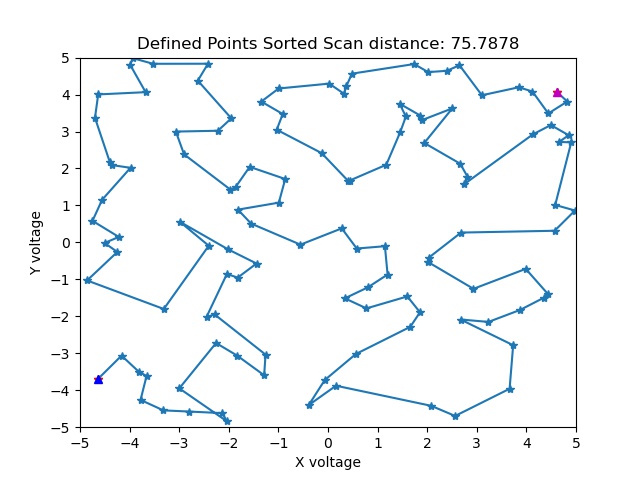 Defined Points Sorted Scan distance: 75.7878
5
4
3
2
1
0
−1
−2
−3
−4
−5
Y voltage
−5 −4 −3 −2 −1 0 1 2 3 4 5
X voltage